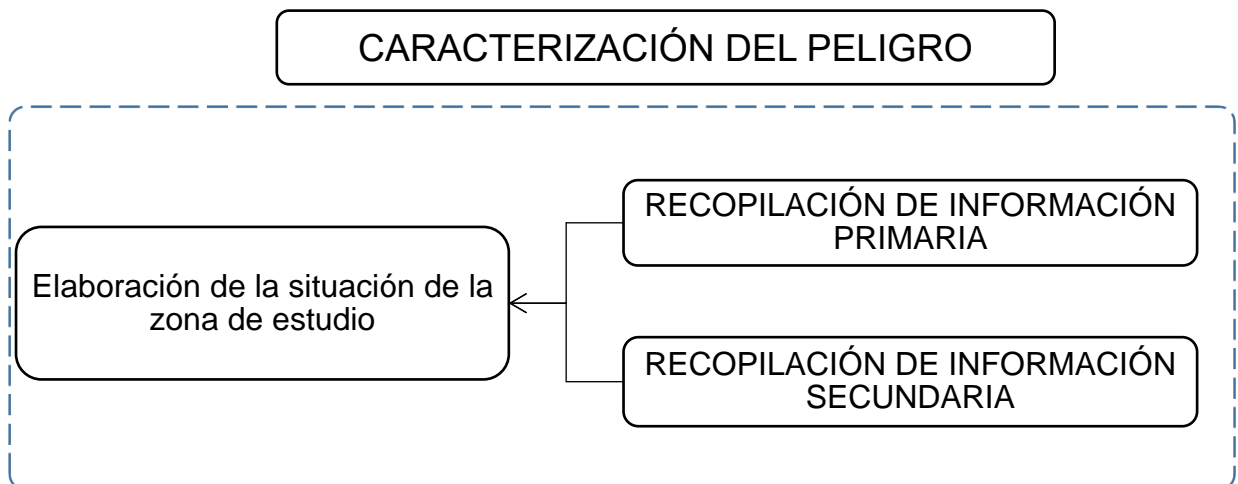 CARACTERIZACIÓN DEL PELIGRO
Elaboración de la situación de la
zona de estudio
RECOPILACIÓN DE INFORMACIÓN
PRIMARIA
RECOPILACIÓN DE INFORMACIÓN
SECUNDARIA